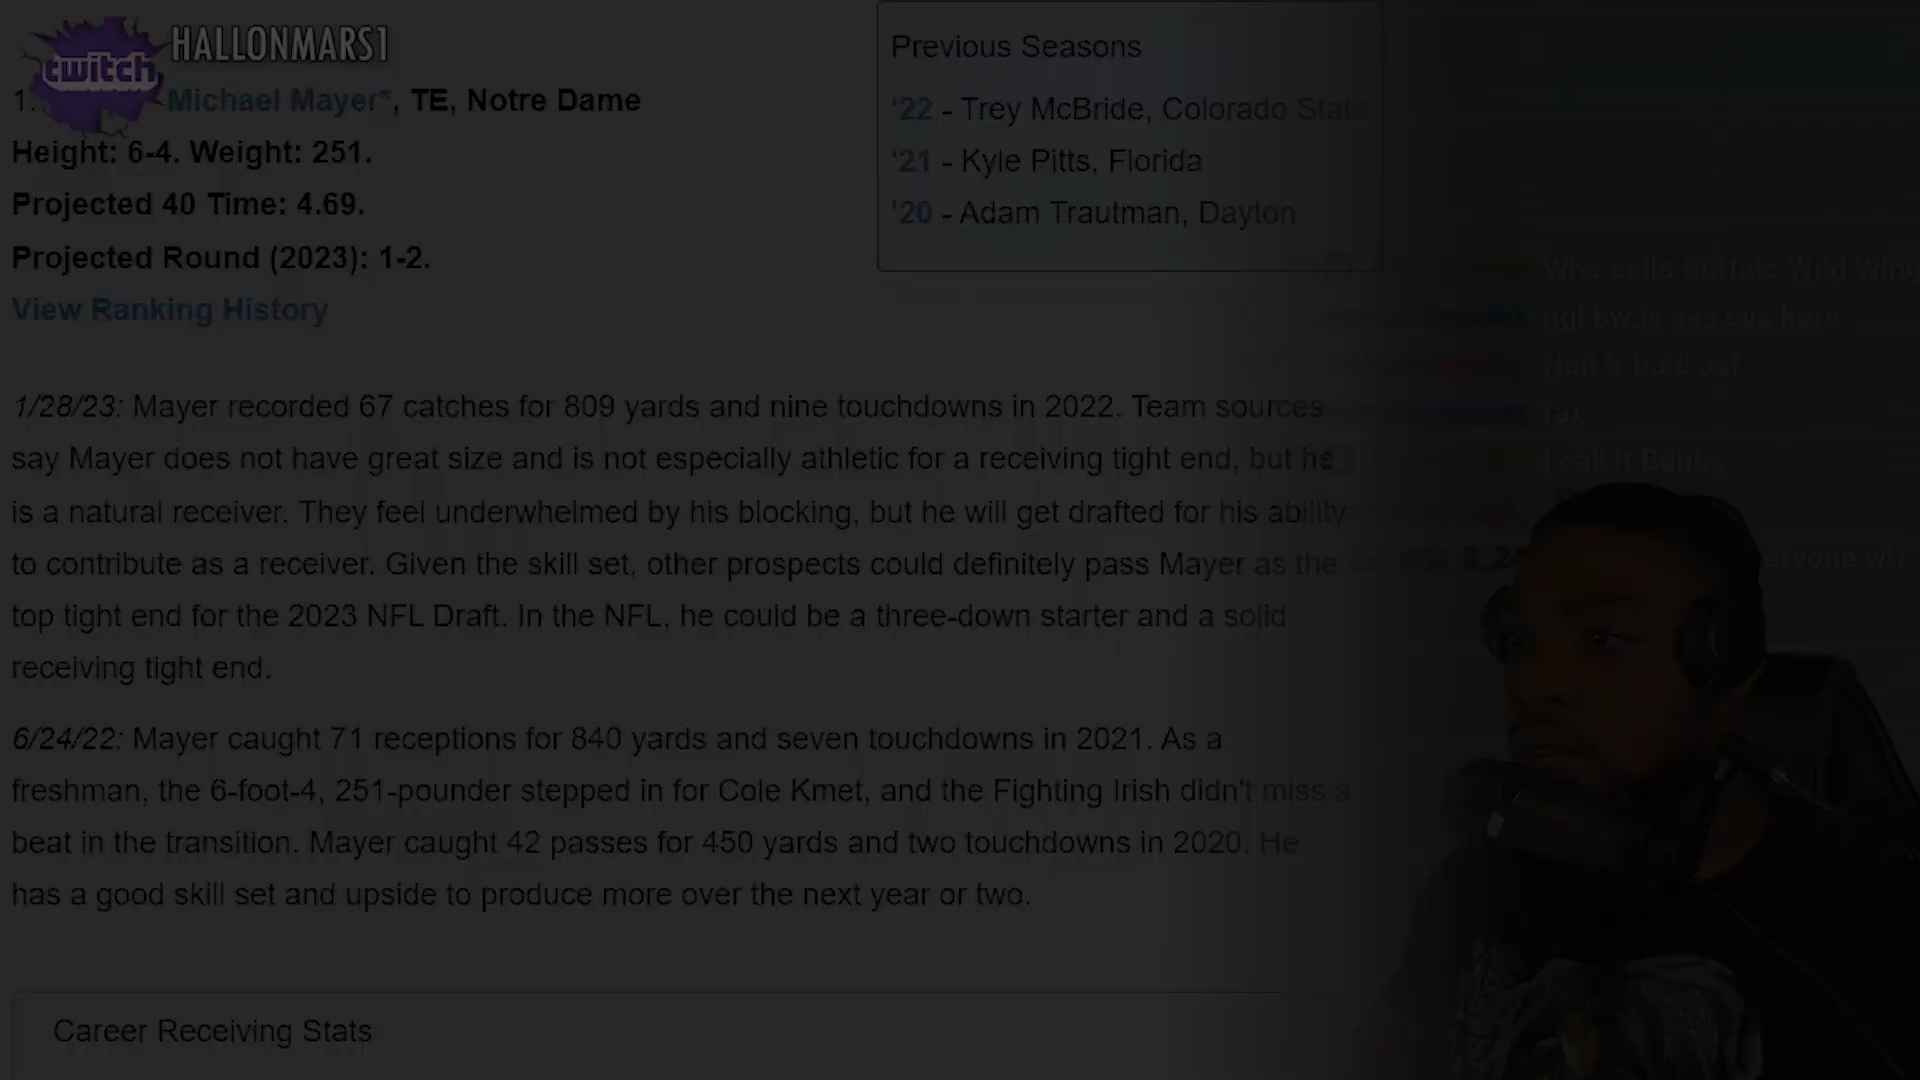 twitch HALLONMARS1
1. Michael Mayer*, TE, Notre Dame
Height: 6-4. Weight: 251.
Projected 40 Time: 4.69.
Projected Round (2023): 1-2.
View Ranking History
Previous Seasons
'22 - Trey McBride, Colorado State
'21 - Kyle Pitts, Florida
'20 - Adam Trautman, Dayton
1/28/23: Mayer recorded 67 catches for 809 yards and nine touchdowns in 2022. Team sources
say Mayer does not have great size and is not especially athletic for a receiving tight end, but he
is a natural receiver. They feel underwhelmed by his blocking, but he will get drafted for his ability
to contribute as a receiver. Given the skill set, other prospects could definitely pass Mayer as the
top tight end for the 2023 NFL Draft. In the NFL, he could be a three-down starter and a solid
receiving tight end.
6/24/22: Mayer caught 71 receptions for 840 yards and seven touchdowns in 2021. As a
freshman, the 6-foot-4, 251-pounder stepped in for Cole Kmet, and the Fighting Irish didn't miss a
beat in the transition. Mayer caught 42 passes for 450 yards and two touchdowns in 2020. He
has a good skill set and upside to produce more over the next year or two.
Career Receiving Stats
Who calls Buffalo Wild